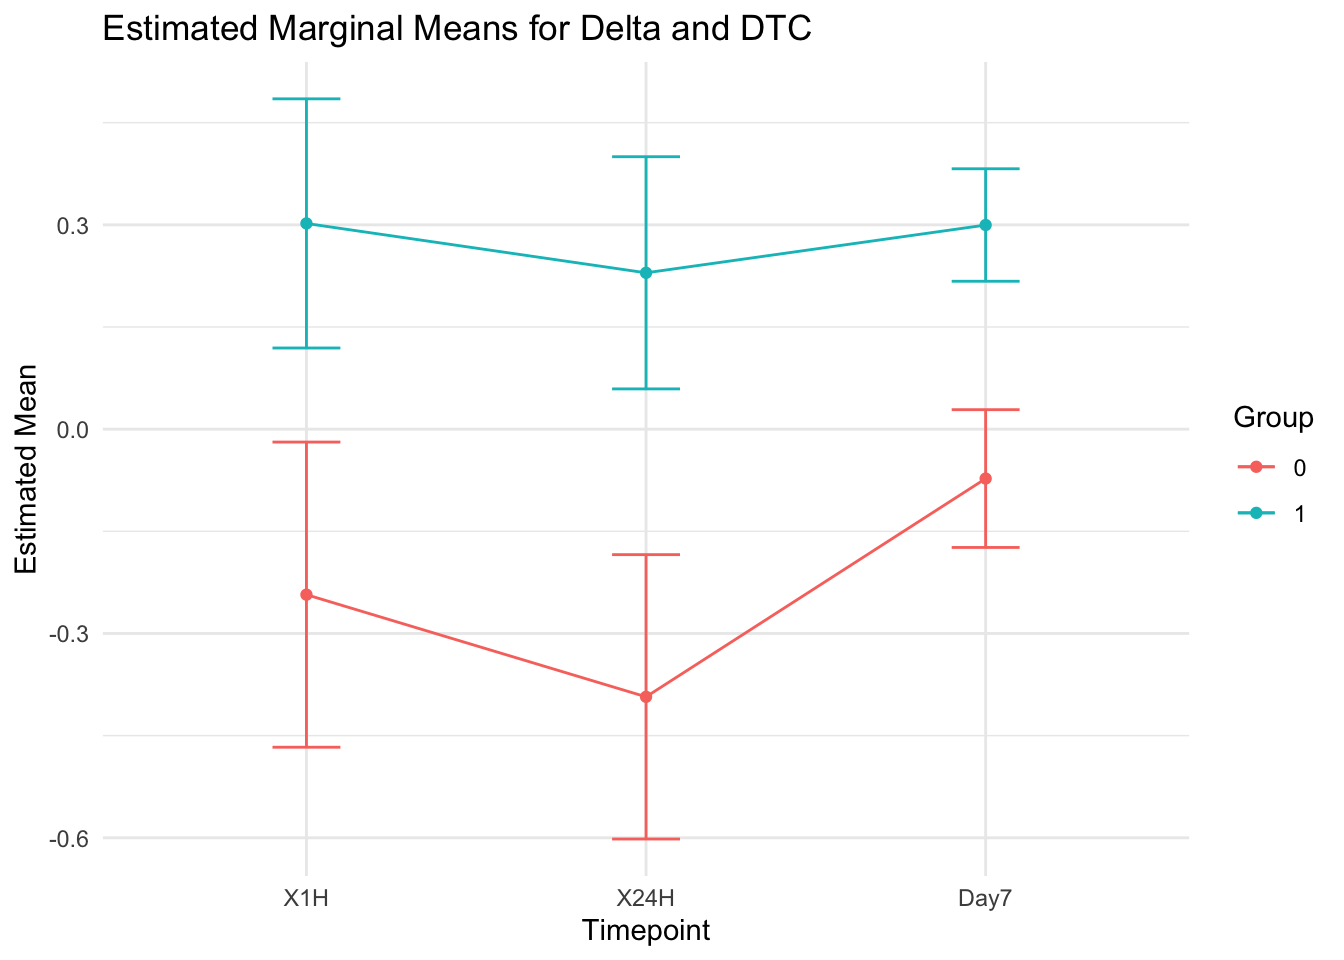 Estimated Marginal Means for Delta and DTC
Estimated Mean
0.3
0.0
-0.3
-0.6
X1H X24H Day7
Timepoint
Group
0
1